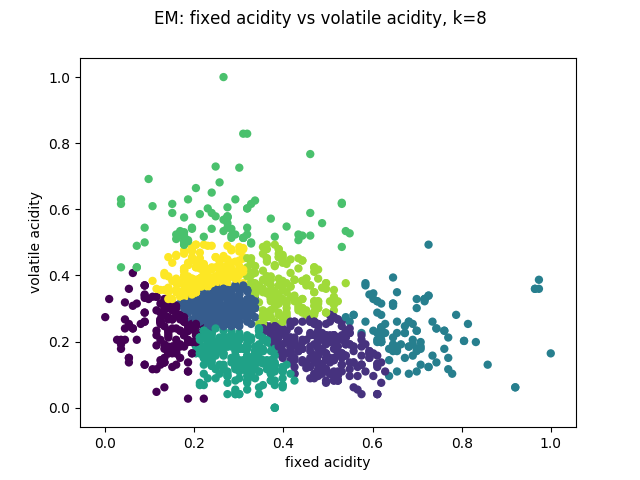 EM: fixed acidity vs volatile acidity, k=8
1.0
0.8
0.6
0.4
0.2
0.0
volatile acidity
0.0 0.2 0.4 0.6 0.8 1.0
fixed acidity